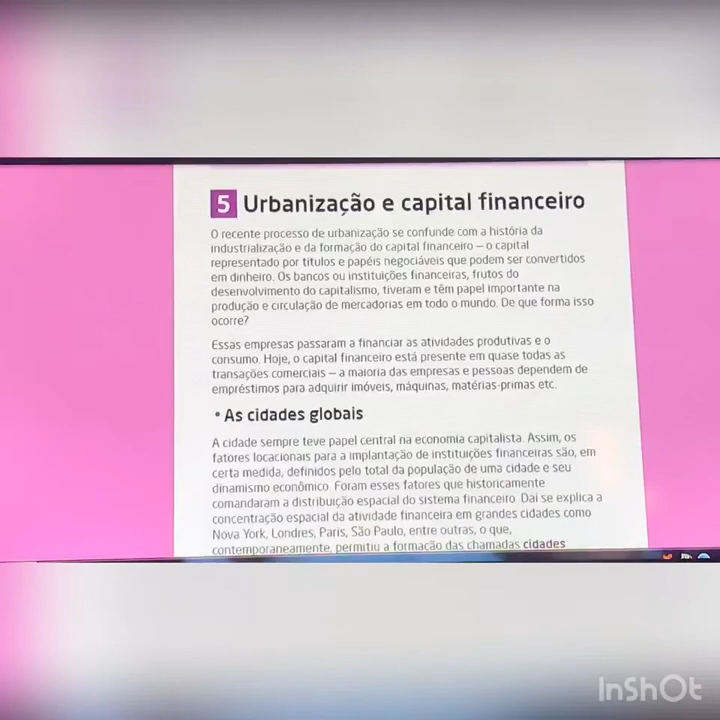 5 Urbanização e capital financeiro
O recente processo de urbanização se confunde com a história da
industrialização e da formação do capital financeiro – o capital
representado por títulos e papéis negociáveis que podem ser convertidos
em dinheiro. Os bancos ou instituições financeiras, frutos do
desenvolvimento do capitalismo, tiveram e têm papel importante na
produção e circulação de mercadorias em todo o mundo. De que forma isso
ocorre?
Essas empresas passaram a financiar as atividades produtivas e o
consumo. Hoje, o capital financeiro está presente em quase todas as
transações comerciais – a maioria das empresas e pessoas dependem de
empréstimos para adquirir imóveis, máquinas, matérias-primas etc.
• As cidades globais
A cidade sempre teve papel central na economia capitalista. Assim, os
fatores locacionais para a implantação de instituições financeiras são, em
certa medida, definidos pelo total da população de uma cidade e seu
dinamismo econômico. Foram esses fatores que historicamente
comandaram a distribuição espacial do sistema financeiro. Daí se explica a
concentração espacial da atividade financeira em grandes cidades como
Nova York, Londres, Paris, São Paulo, entre outras, o que,
contemporaneamente, permitiu a formação das chamadas cidades
InShOt